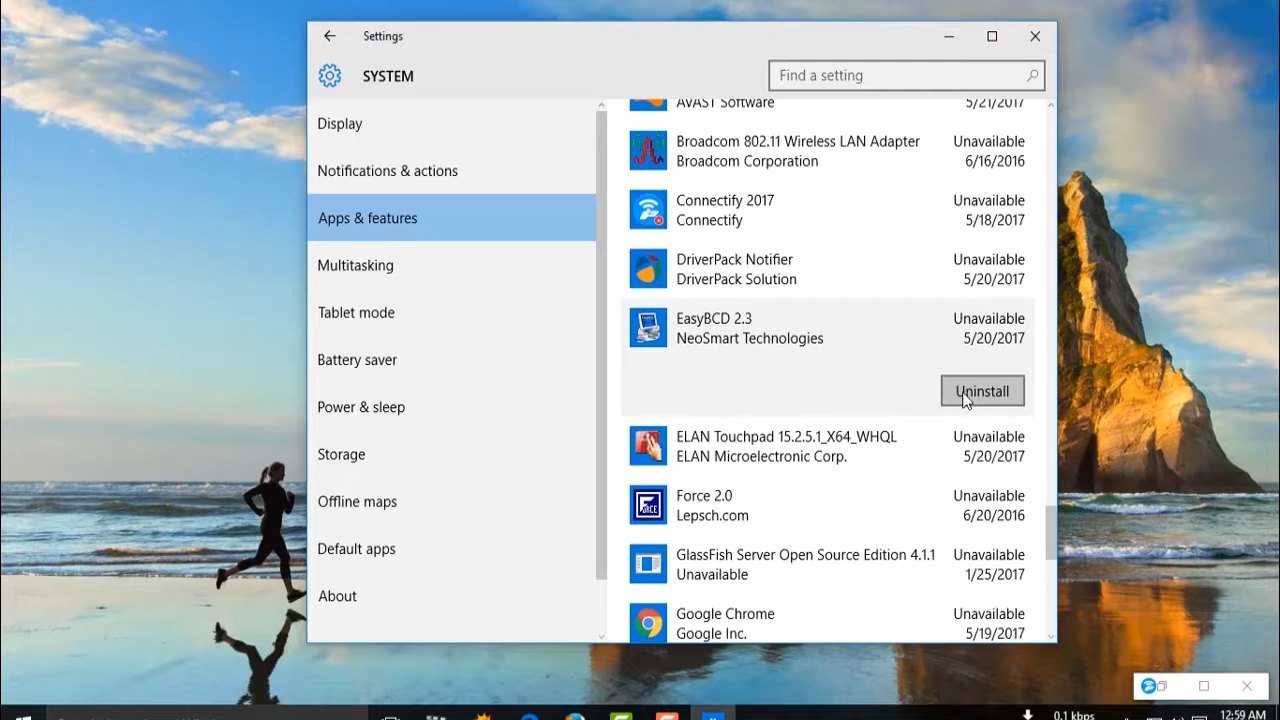 Settings
SYSTEM
Find a setting
Display
Notifications & actions
Apps & features
Multitasking
Tablet mode
Battery saver
Power & sleep
Storage
Offline maps
Default apps
About
AVAST Software 5/21/2017
Broadcom 802.11 Wireless LAN Adapter Unavailable
Broadcom Corporation 6/16/2016
Connectify 2017 Unavailable
Connectify 5/18/2017
DriverPack Notifier Unavailable
DriverPack Solution 5/20/2017
EasyBCD 2.3 Unavailable
NeoSmart Technologies 5/20/2017
Uninstall
ELAN Touchpad 15.2.5.1_X64_WHQL Unavailable
ELAN Microelectronic Corp. 5/20/2017
Force 2.0 Unavailable
Lepsch.com 6/20/2016
GlassFish Server Open Source Edition 4.1.1 Unavailable
Unavailable 1/25/2017
Google Chrome Unavailable
Google Inc. 5/19/2017
0.1 kbps
12:59 AM